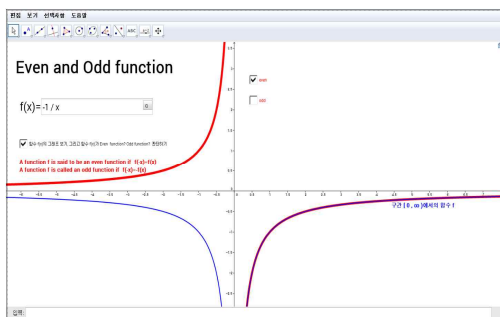 편집 보기 선택사항 도움말
ABC
Even and Odd function
even
f(x)= -1 / x
odd
A function f is said to be an even function if f(-x)=f(x)
A function f is called an odd function if f(-x)=-f(x)
구간 [ 0 , ∞ )에서의 함수 f
입력: